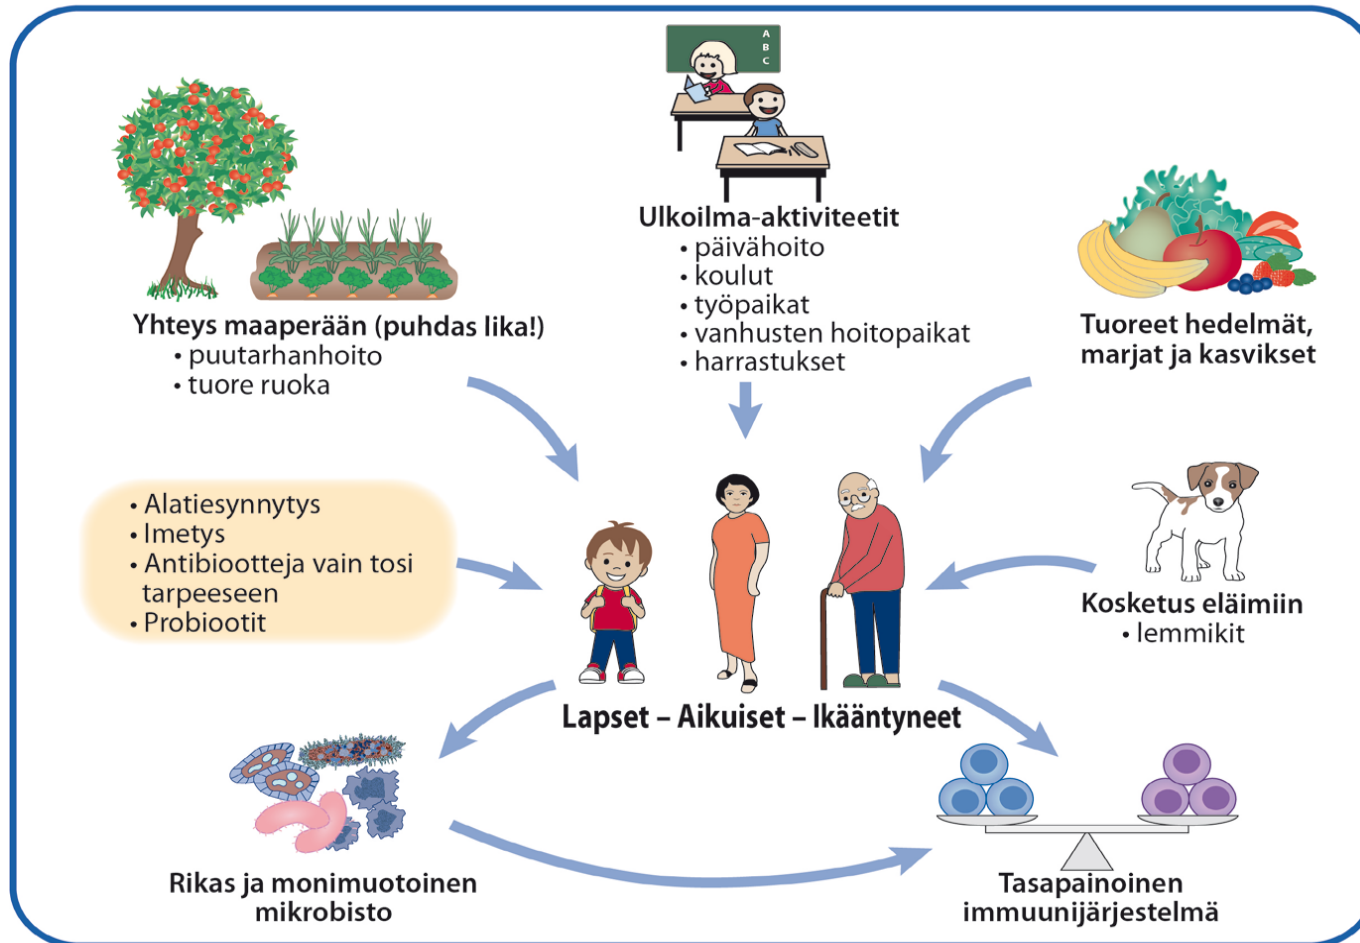 A
B
C
Ulkoilma-aktiviteetit
• päivähoito
• koulut
• työpaikat
• vanhusten hoitopaikat
• harrastukset
Yhteys maaperään (puhdas lika!)
• puutarhanhoito
• tuore ruoka
Tuoreet hedelmät,
marjat ja kasvikset
• Alatiesynnytys
• Imetys
• Antibiootteja vain tosi
tarpeeseen
• Probiootit
Kosketus eläimiin
• lemmikit
Lapset – Aikuiset – Ikääntyneet
Rikas ja monimuotoinen
mikrobisto
Tasapainoinen
immuunijärjestelmä